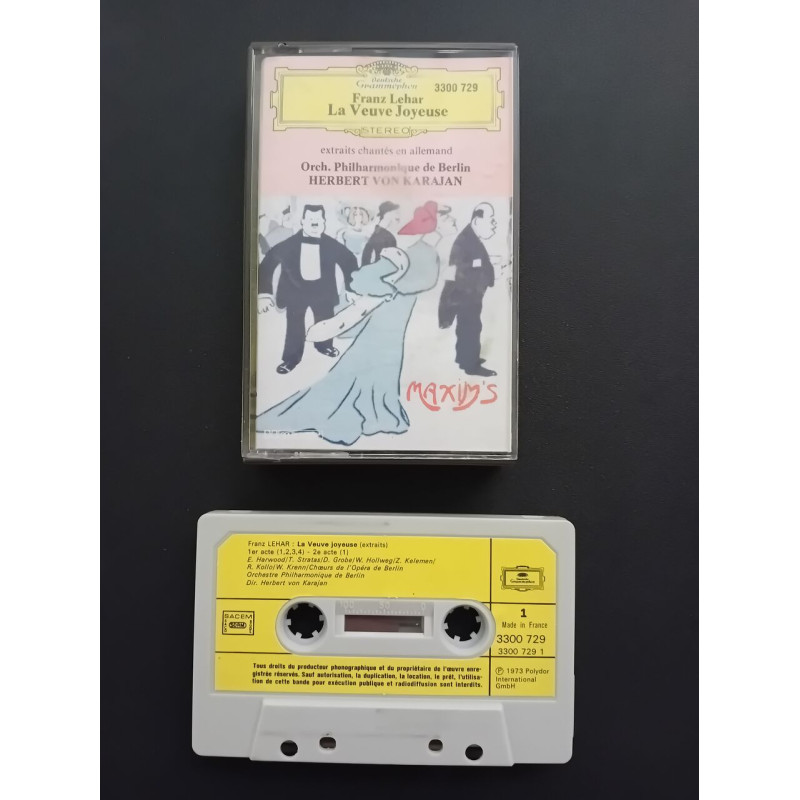 Deutsche
Grammophon
3300 729
Franz Lehar
La Veuve Joyeuse
STEREO
extraits chantés en allemand
Orch. Philharmonique de Berlin
HERBERT VON KARAJAN
MAXIM'S
Franz LEHAR : La Veuve joyeuse (extraits)
1er acte (1,2,3,4) - 2e acte (1)
E. Harwood/T. Stratas/D. Grobe/W. Hollweg/Z. Kelemen/
R. Kollo/W. Krenn/Chœurs de l'Opéra de Berlin
Orchestre Philharmonique de Berlin
Dir. Herbert von Karajan
Deutsche
Grammophon
SACEM
SDRM
1
Made in France
3300 729
3300 729 1
Tous droits du producteur phonographique et du propriétaire de l'œuvre enre-
gistrée réservés. Sauf autorisation, la duplication, la location, le prêt, l'utilisa-
tion de cette bande pour exécution publique et radiodiffusion sont interdits.
℗ 1973 Polydor
International
GmbH